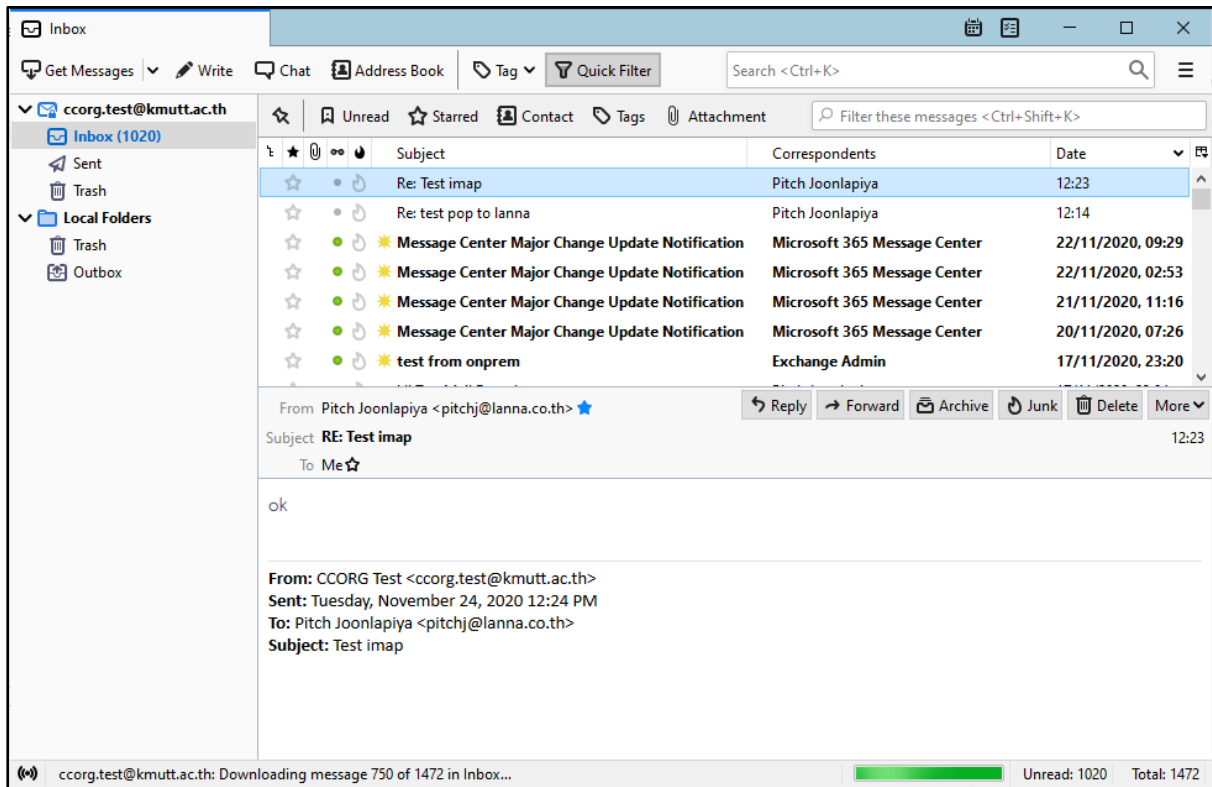 Inbox
Get Messages Write Chat Address Book Tag Quick Filter Search <Ctrl+K>
ccorg.test@kmutt.ac.th
Inbox (1020)
Sent
Trash
Local Folders
Trash
Outbox
Unread Starred Contact Tags Attachment Filter these messages <Ctrl+Shift+K>
Subject Correspondents Date
Re: Test imap Pitch Joonlapiya 12:23
Re: test pop to lanna Pitch Joonlapiya 12:14
Message Center Major Change Update Notification Microsoft 365 Message Center 22/11/2020, 09:29
Message Center Major Change Update Notification Microsoft 365 Message Center 22/11/2020, 02:53
Message Center Major Change Update Notification Microsoft 365 Message Center 21/11/2020, 11:16
Message Center Major Change Update Notification Microsoft 365 Message Center 20/11/2020, 07:26
test from onprem Exchange Admin 17/11/2020, 23:20
From Pitch Joonlapiya <pitchj@lanna.co.th> Reply Forward Archive Junk Delete More
Subject RE: Test imap 12:23
To Me
ok
From: CCORG Test <ccorg.test@kmutt.ac.th>
Sent: Tuesday, November 24, 2020 12:24 PM
To: Pitch Joonlapiya <pitchj@lanna.co.th>
Subject: Test imap
ccorg.test@kmutt.ac.th: Downloading message 750 of 1472 in Inbox... Unread: 1020 Total: 1472